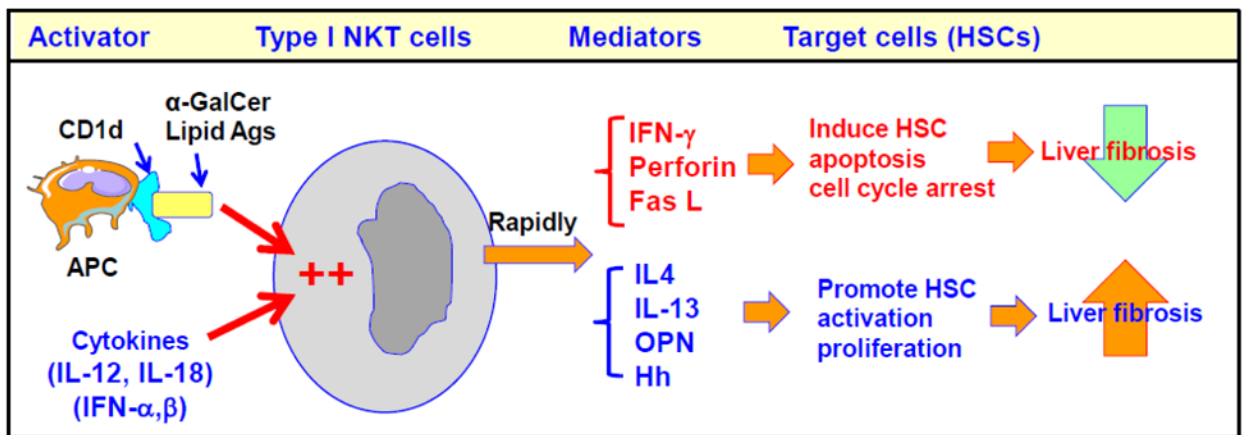 Activator Type I NKT cells Mediators Target cells (HSCs)
α-GalCer
Lipid Ags
CD1d
APC
++
Cytokines
(IL-12, IL-18)
(IFN-α,β)
Rapidly
IFN-γ
Perforin
Fas L
Induce HSC
apoptosis
cell cycle arrest
Liver fibrosis
IL4
IL-13
OPN
Hh
Promote HSC
activation
proliferation
Liver fibrosis